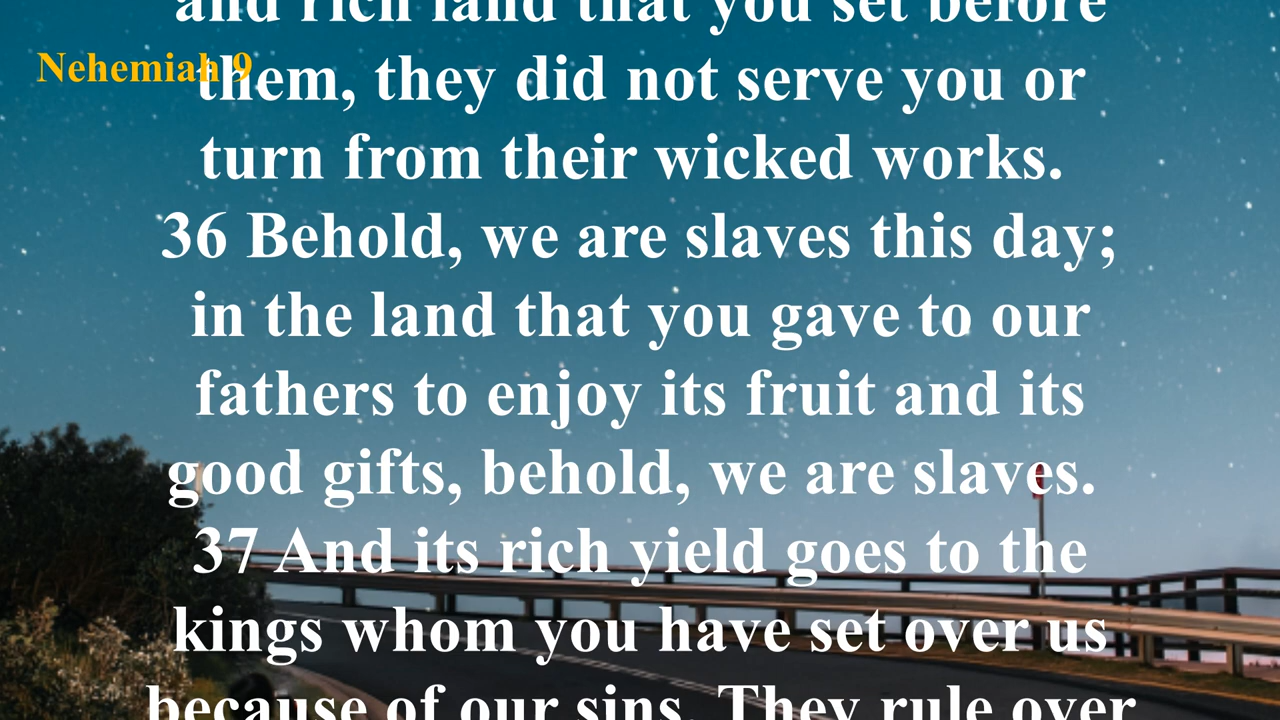 and rich land that you set before
Nehemiah 9
them, they did not serve you or
turn from their wicked works.
36 Behold, we are slaves this day;
in the land that you gave to our
fathers to enjoy its fruit and its
good gifts, behold, we are slaves.
37 And its rich yield goes to the
kings whom you have set over us
because of our sins. They rule over